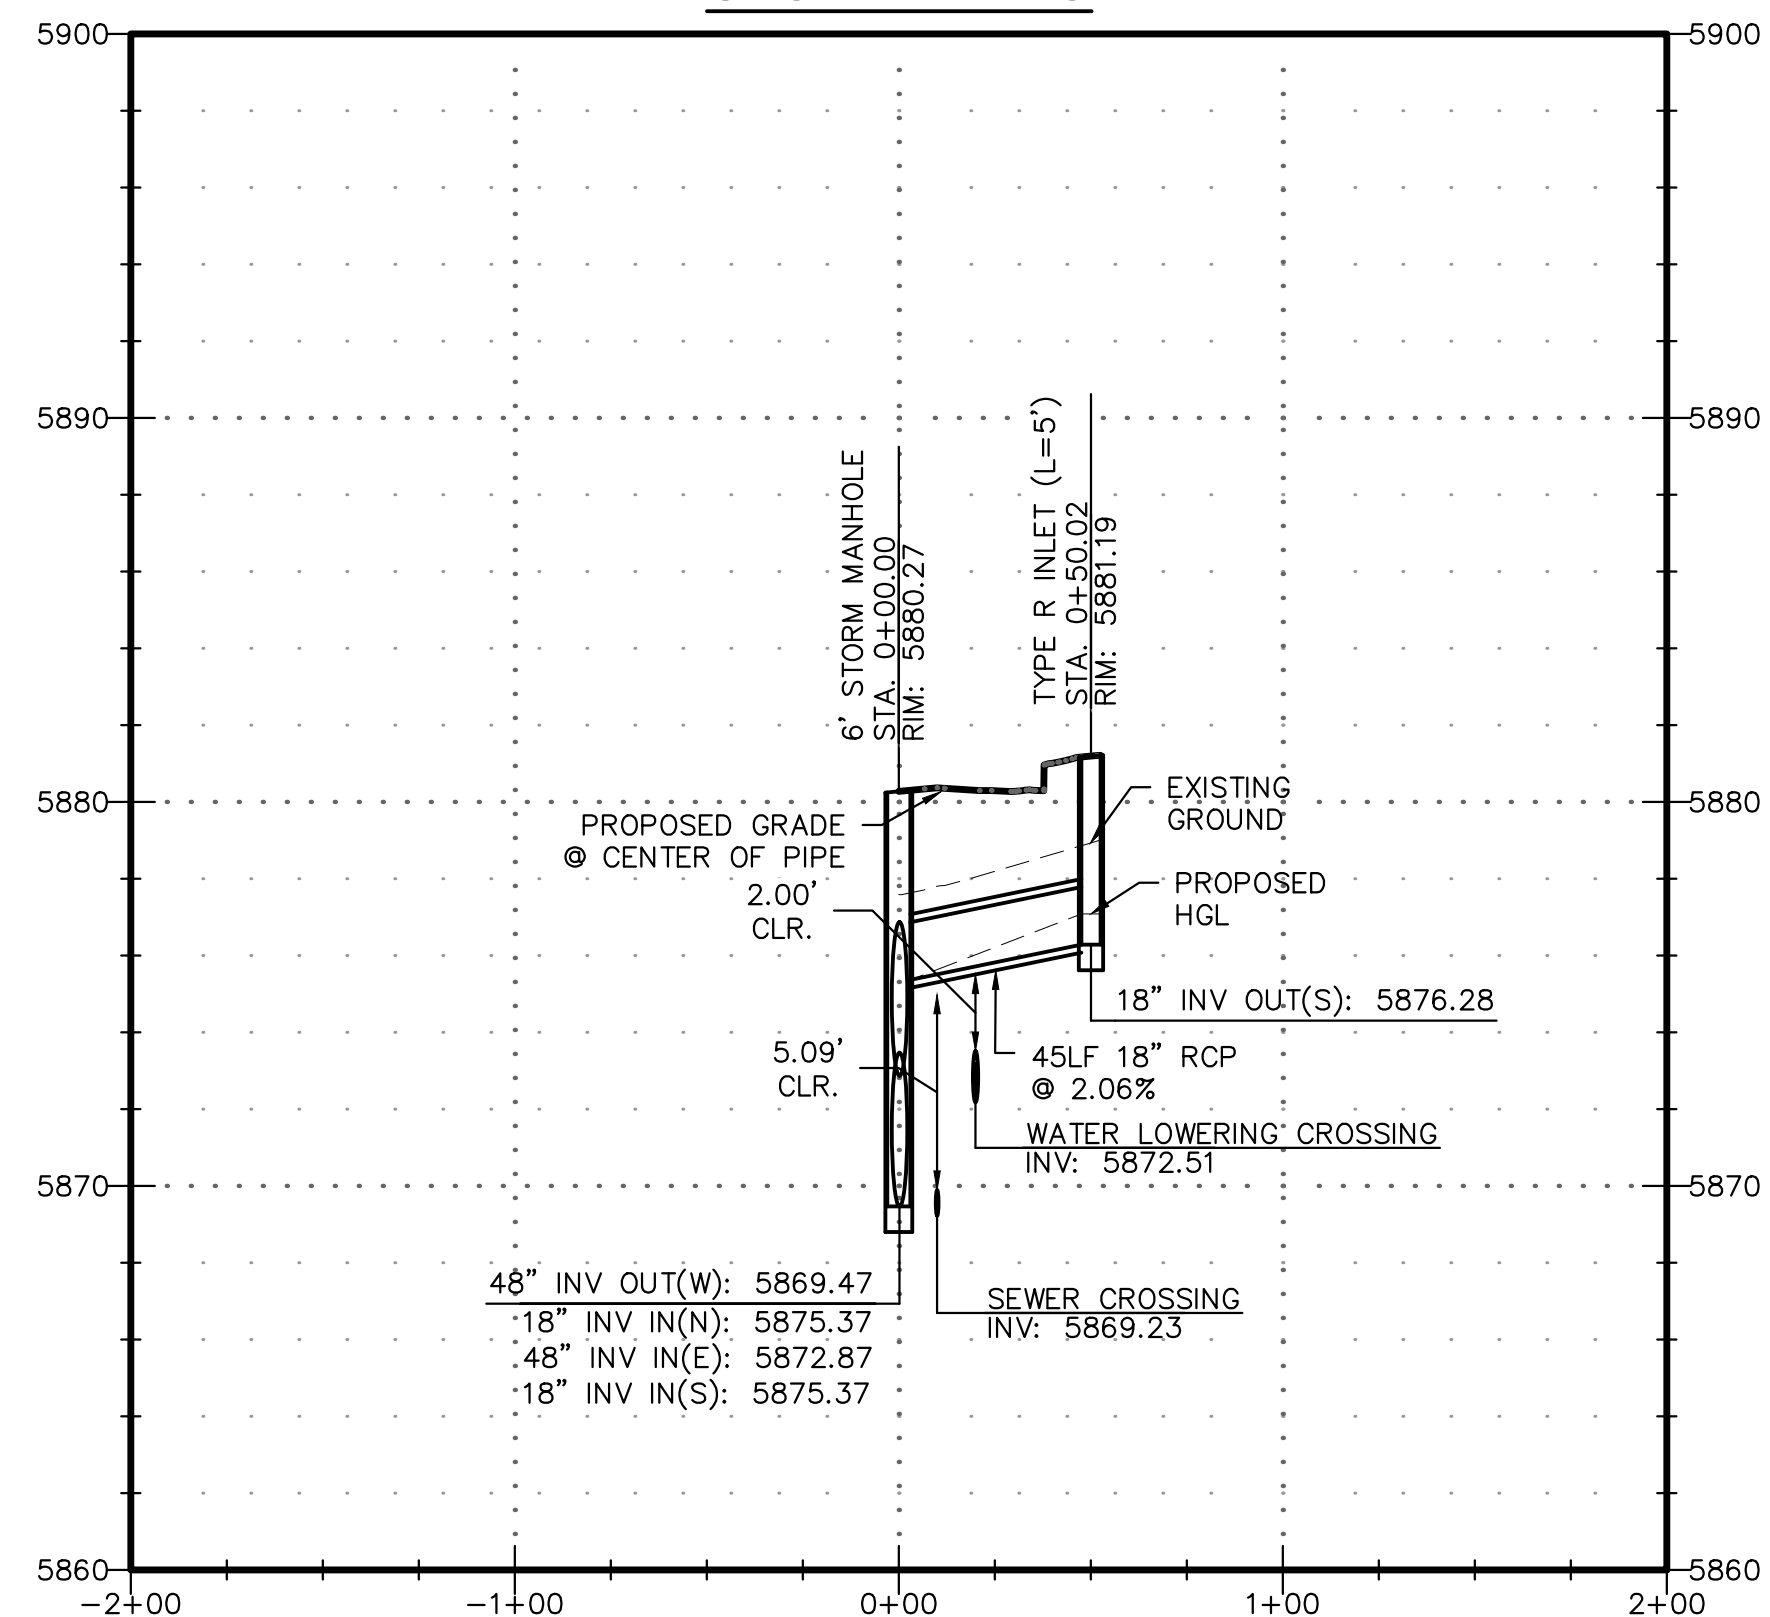 5900
5900
5890
5890
6' STORM MANHOLE
STA. 0+00.00
RIM: 5880.27
TYPE R INLET (L=5')
STA. 0+50.02
RIM: 5881.19
5880
5880
EXISTING
GROUND
PROPOSED GRADE
@ CENTER OF PIPE
2.00'
CLR.
PROPOSED
HGL
18" INV OUT(S): 5876.28
5.09'
CLR.
45LF 18" RCP
@ 2.06%
WATER LOWERING CROSSING
INV: 5872.51
5870
5870
48" INV OUT(W): 5869.47
18" INV IN(N): 5875.37
48" INV IN(E): 5872.87
18" INV IN(S): 5875.37
SEWER CROSSING
INV: 5869.23
5860
5860
-2+00
-1+00
0+00
1+00
2+00